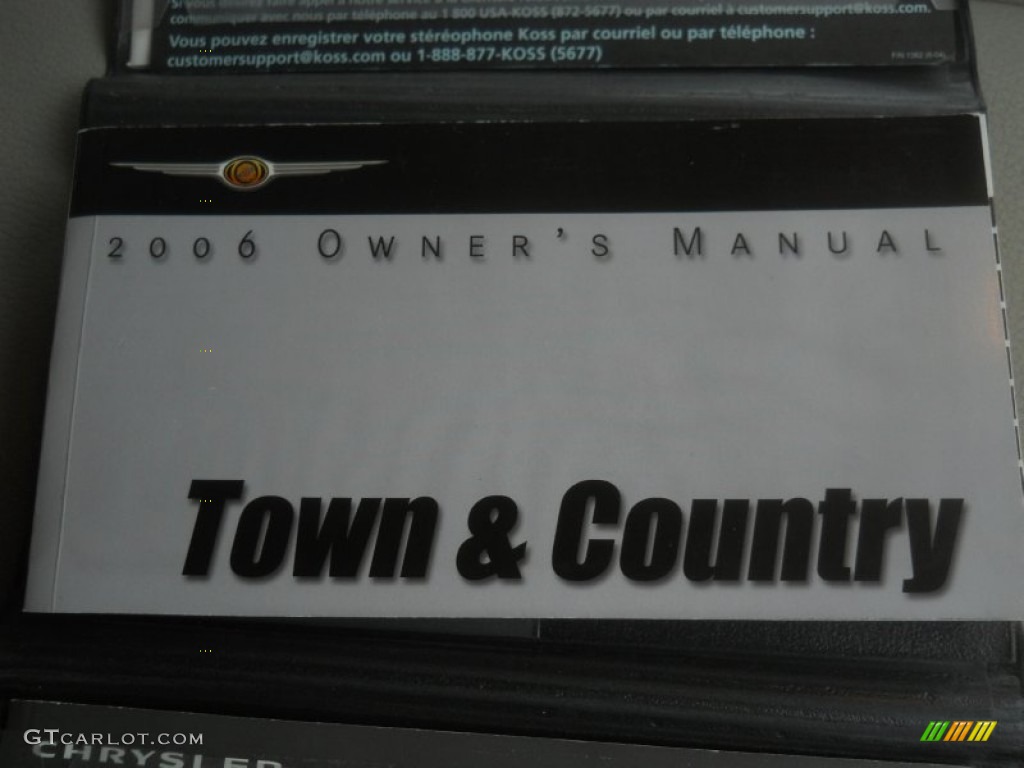 communiquer avec nous par téléphone au 1 800 USA-KOSS (872-5677) ou par courriel à customersupport@koss.com.
Vous pouvez enregistrer votre stéréophone Koss par courriel ou par téléphone :
customersupport@koss.com ou 1-888-877-KOSS (5677)
2006 OWNER'S MANUAL
Town & Country
GTCARLOT.COM
CHRYSLER